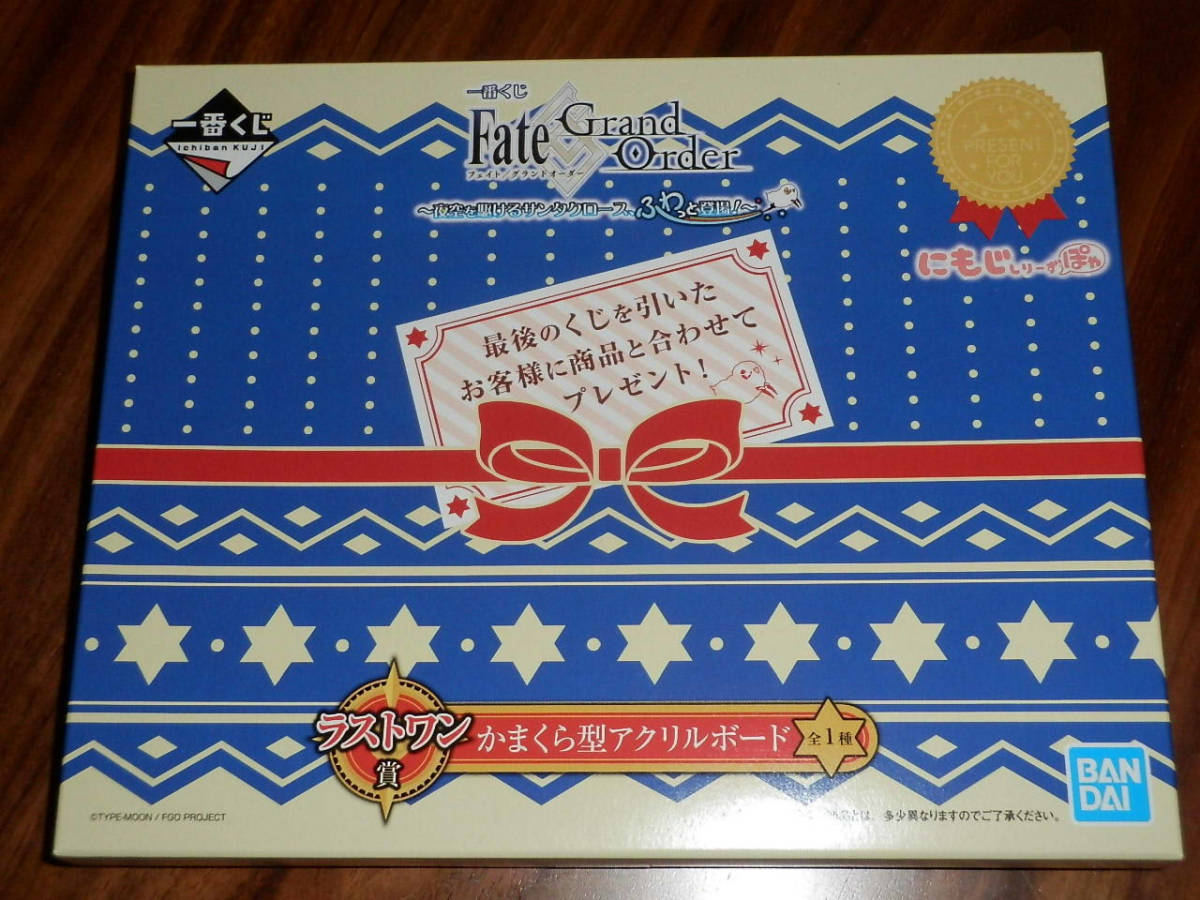 一番くじ
Ichiban KUJI
一番くじ
Fate Grand Order
フェイト/グランドオーダー
～夜空を駆けるサンタクロース、ふわっと登場！～
PRESENT
FOR
YOU
にもじしりーずぽや
最後のくじを引いた
お客様に商品と合わせて
プレゼント！
ラストワン賞
かまくら型アクリルボード
全1種
BAN
DAI
©TYPE-MOON / FGO PROJECT
とは、多少異なりますのでご了承ください。